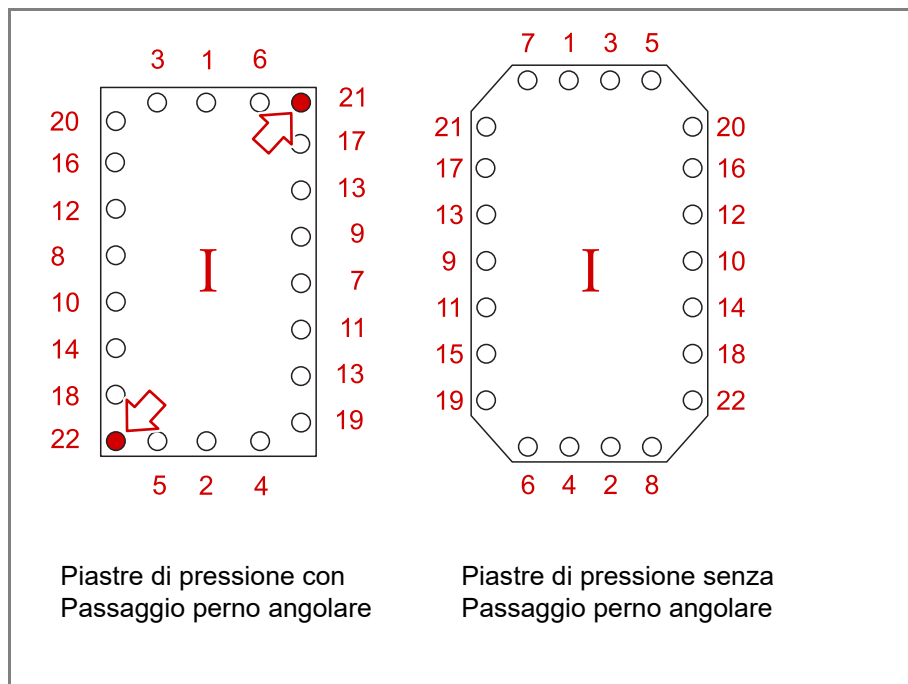 3 1 6
21
20
17
16
13
12
9
8
I
7
10
11
14
13
18
19
22
5 2 4
Piastre di pressione con
Passaggio perno angolare
7 1 3 5
21 20
17 16
13 12
9 I 10
11 14
15 18
19 22
6 4 2 8
Piastre di pressione senza
Passaggio perno angolare